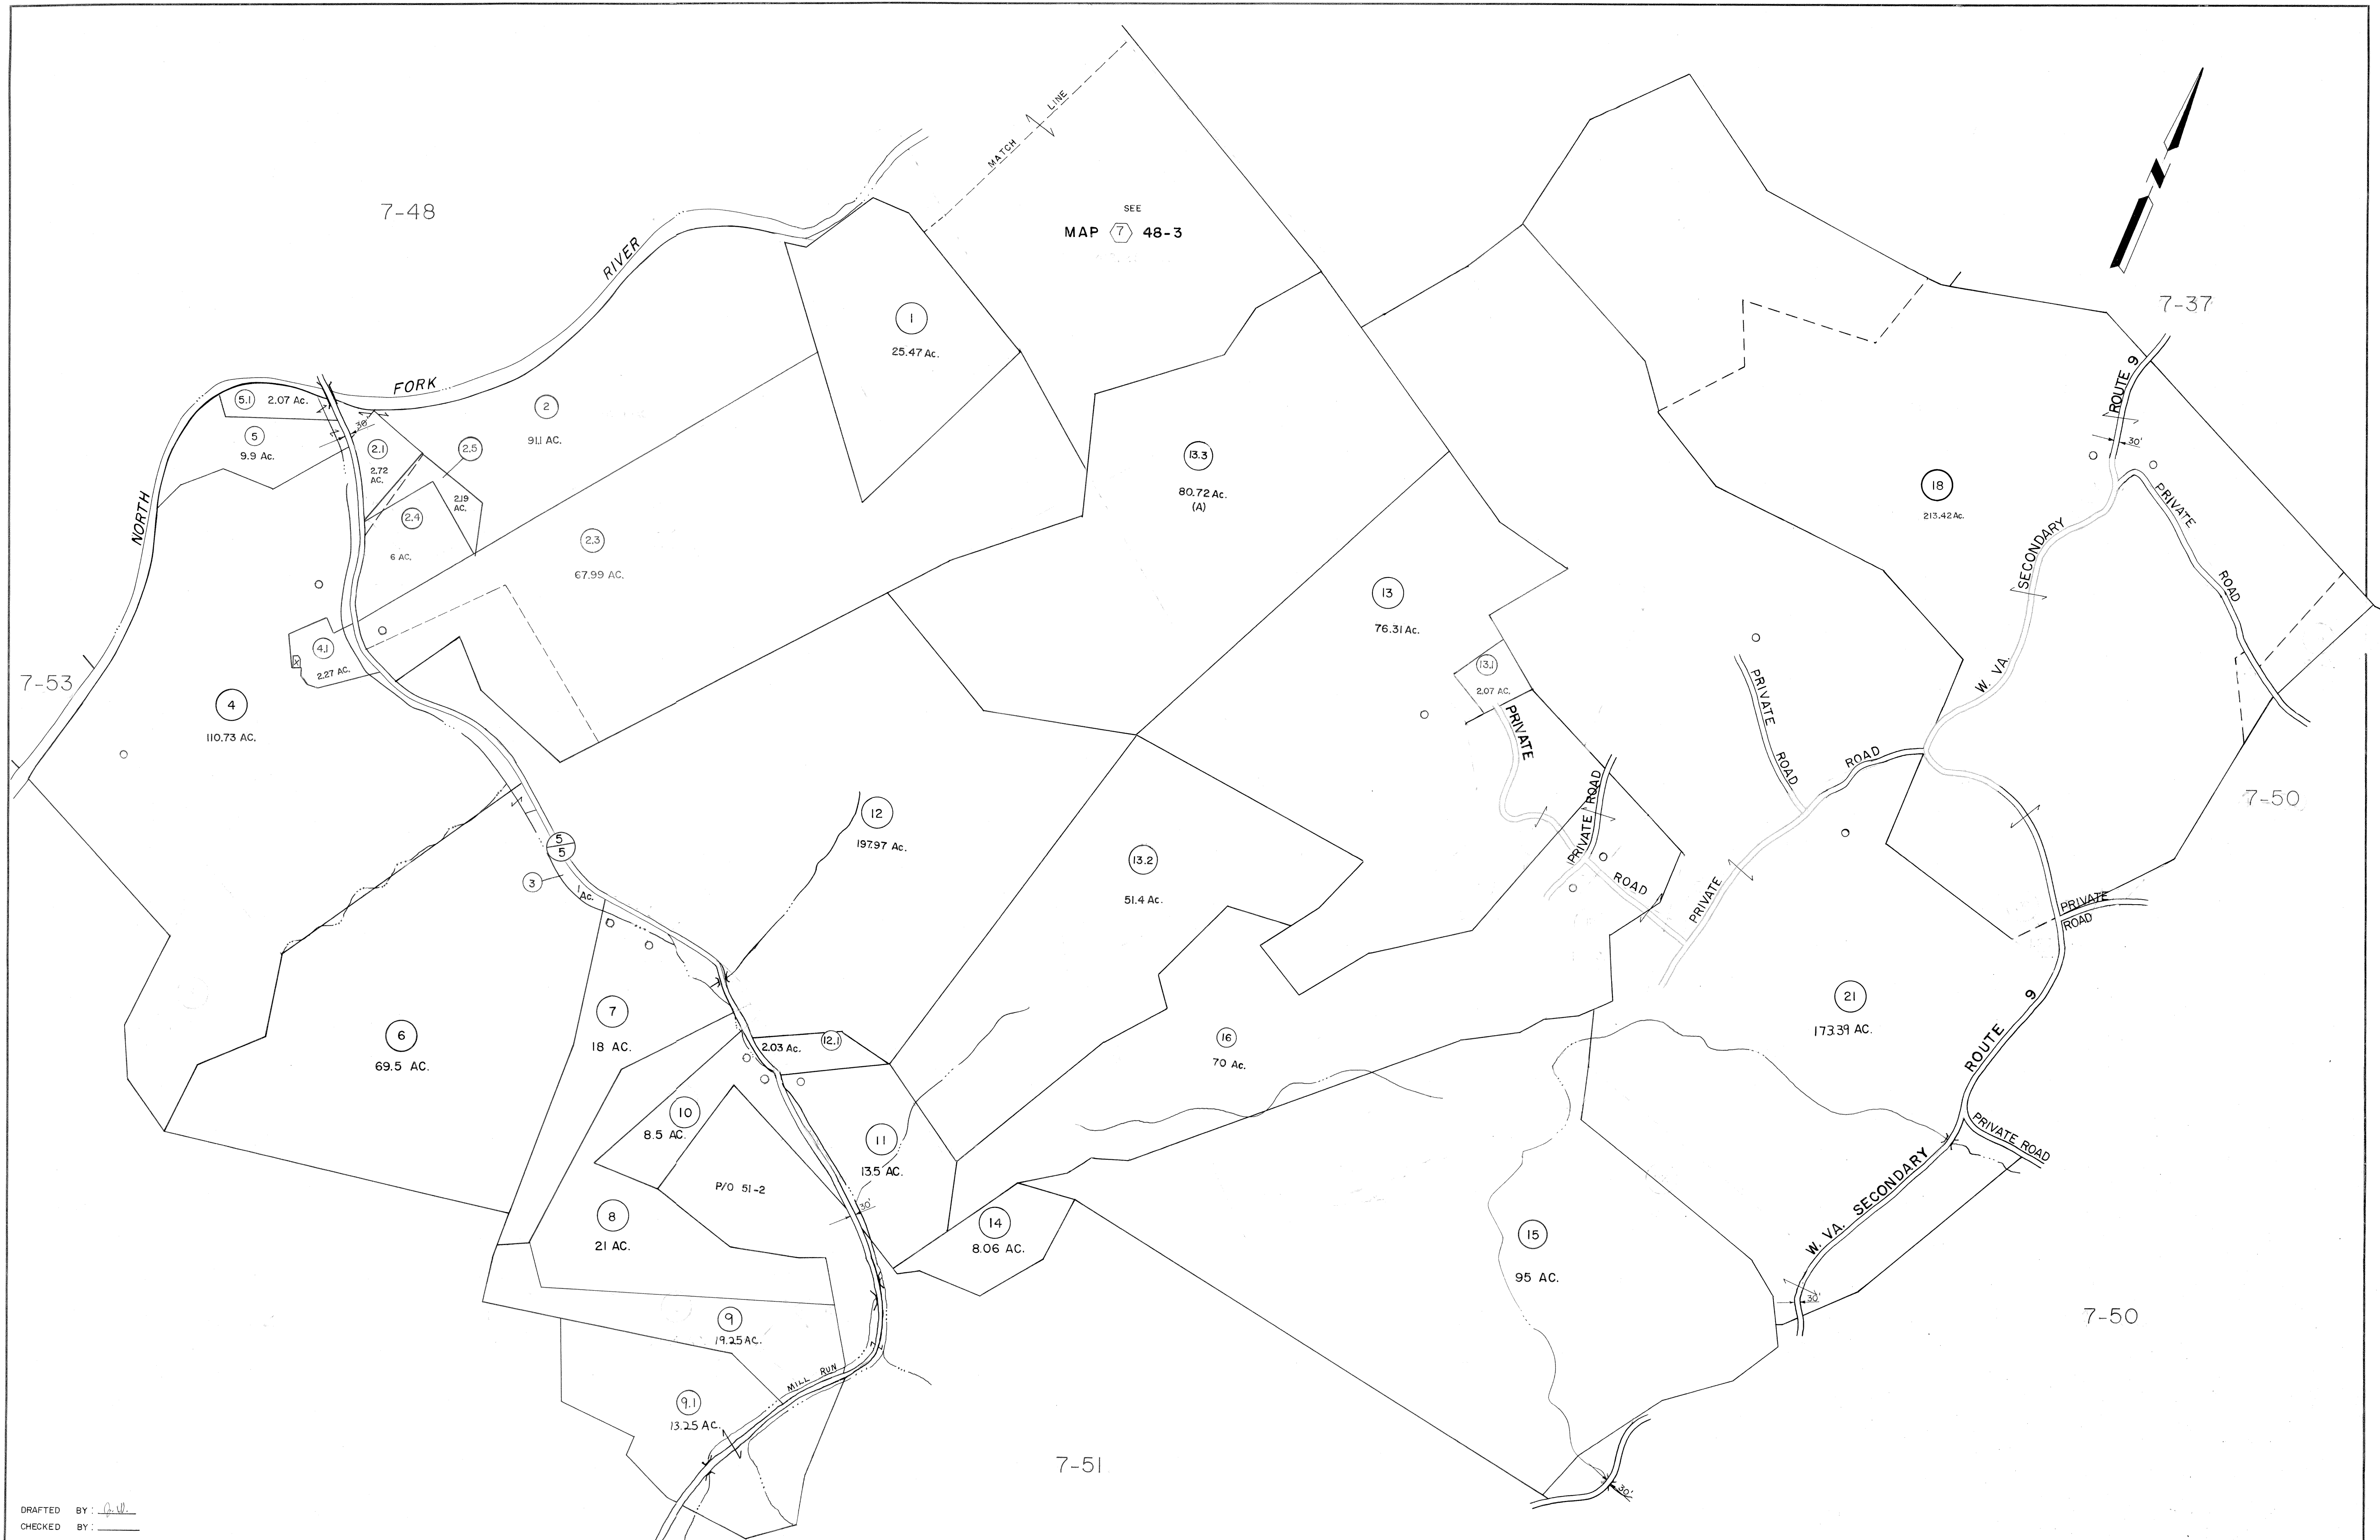 7-48
MATCH LINE
SEE
MAP 7 48-3
7-37
NORTH FORK RIVER
1
25.47 Ac.
5.1 2.07 Ac.
5
9.9 Ac.
30'
2
91.1 AC.
2.1
2.72
AC.
2.5
2.19
AC.
2.4
6 AC.
2.3
67.99 AC.
13.3
80.72 Ac.
(A)
18
213.42 Ac.
ROUTE 9
30'
PRIVATE ROAD
W. VA. SECONDARY
13
76.31 Ac.
13.1
2.07 AC.
PRIVATE ROAD
PRIVATE ROAD
PRIVATE ROAD
PRIVATE ROAD
4.1
2.27 AC.
7-53
4
110.73 AC.
7-50
12
197.97 Ac.
5
5
3
1 Ac.
13.2
51.4 Ac.
PRIVATE
ROAD
21
173.39 AC.
ROUTE 9
W. VA. SECONDARY
PRIVATE ROAD
30'
6
69.5 AC.
7
18 AC.
2.03 Ac. 12.1
16
70 Ac.
10
8.5 AC.
11
13.5 AC.
P/O 51-2
30'
8
21 AC.
14
8.06 AC.
15
95 AC.
7-50
9
19.25 AC.
MILL RUN
9.1
13.25 AC.
7-51
30'
DRAFTED BY:
CHECKED BY: